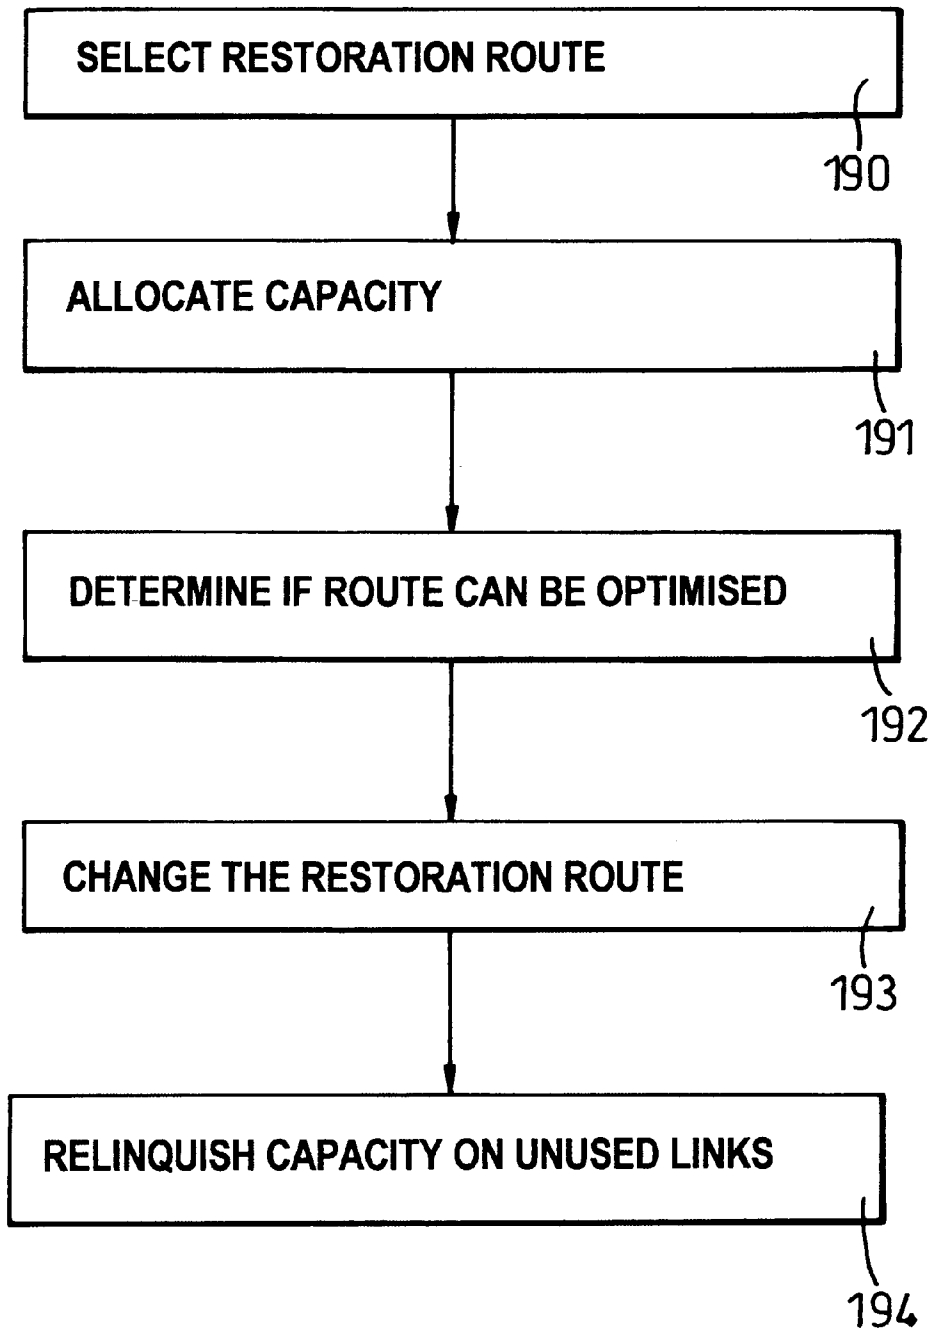 SELECT RESTORATION ROUTE
190
ALLOCATE CAPACITY
191
DETERMINE IF ROUTE CAN BE OPTIMISED
192
CHANGE THE RESTORATION ROUTE
193
RELINQUISH CAPACITY ON UNUSED LINKS
194